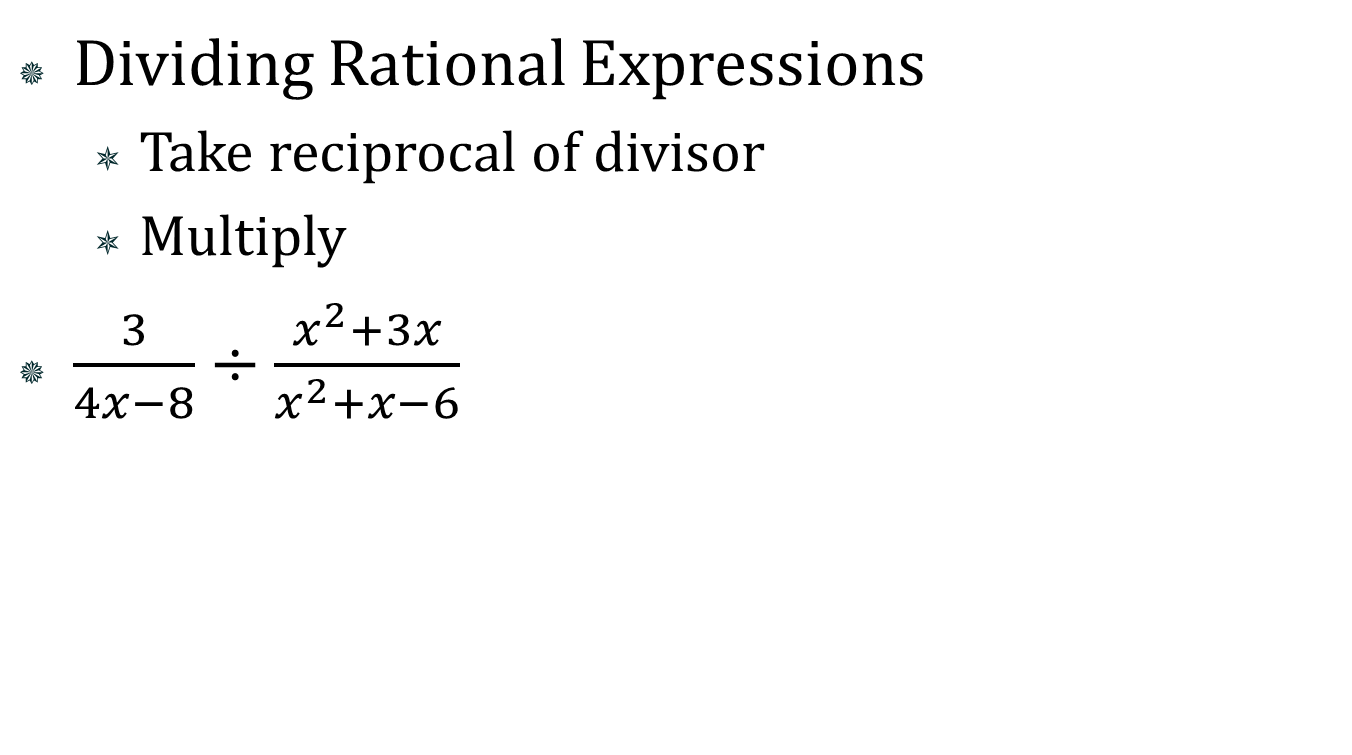 Dividing Rational Expressions
Take reciprocal of divisor
Multiply
3/(4x−8) ÷ (x²+3x)/(x²+x−6)